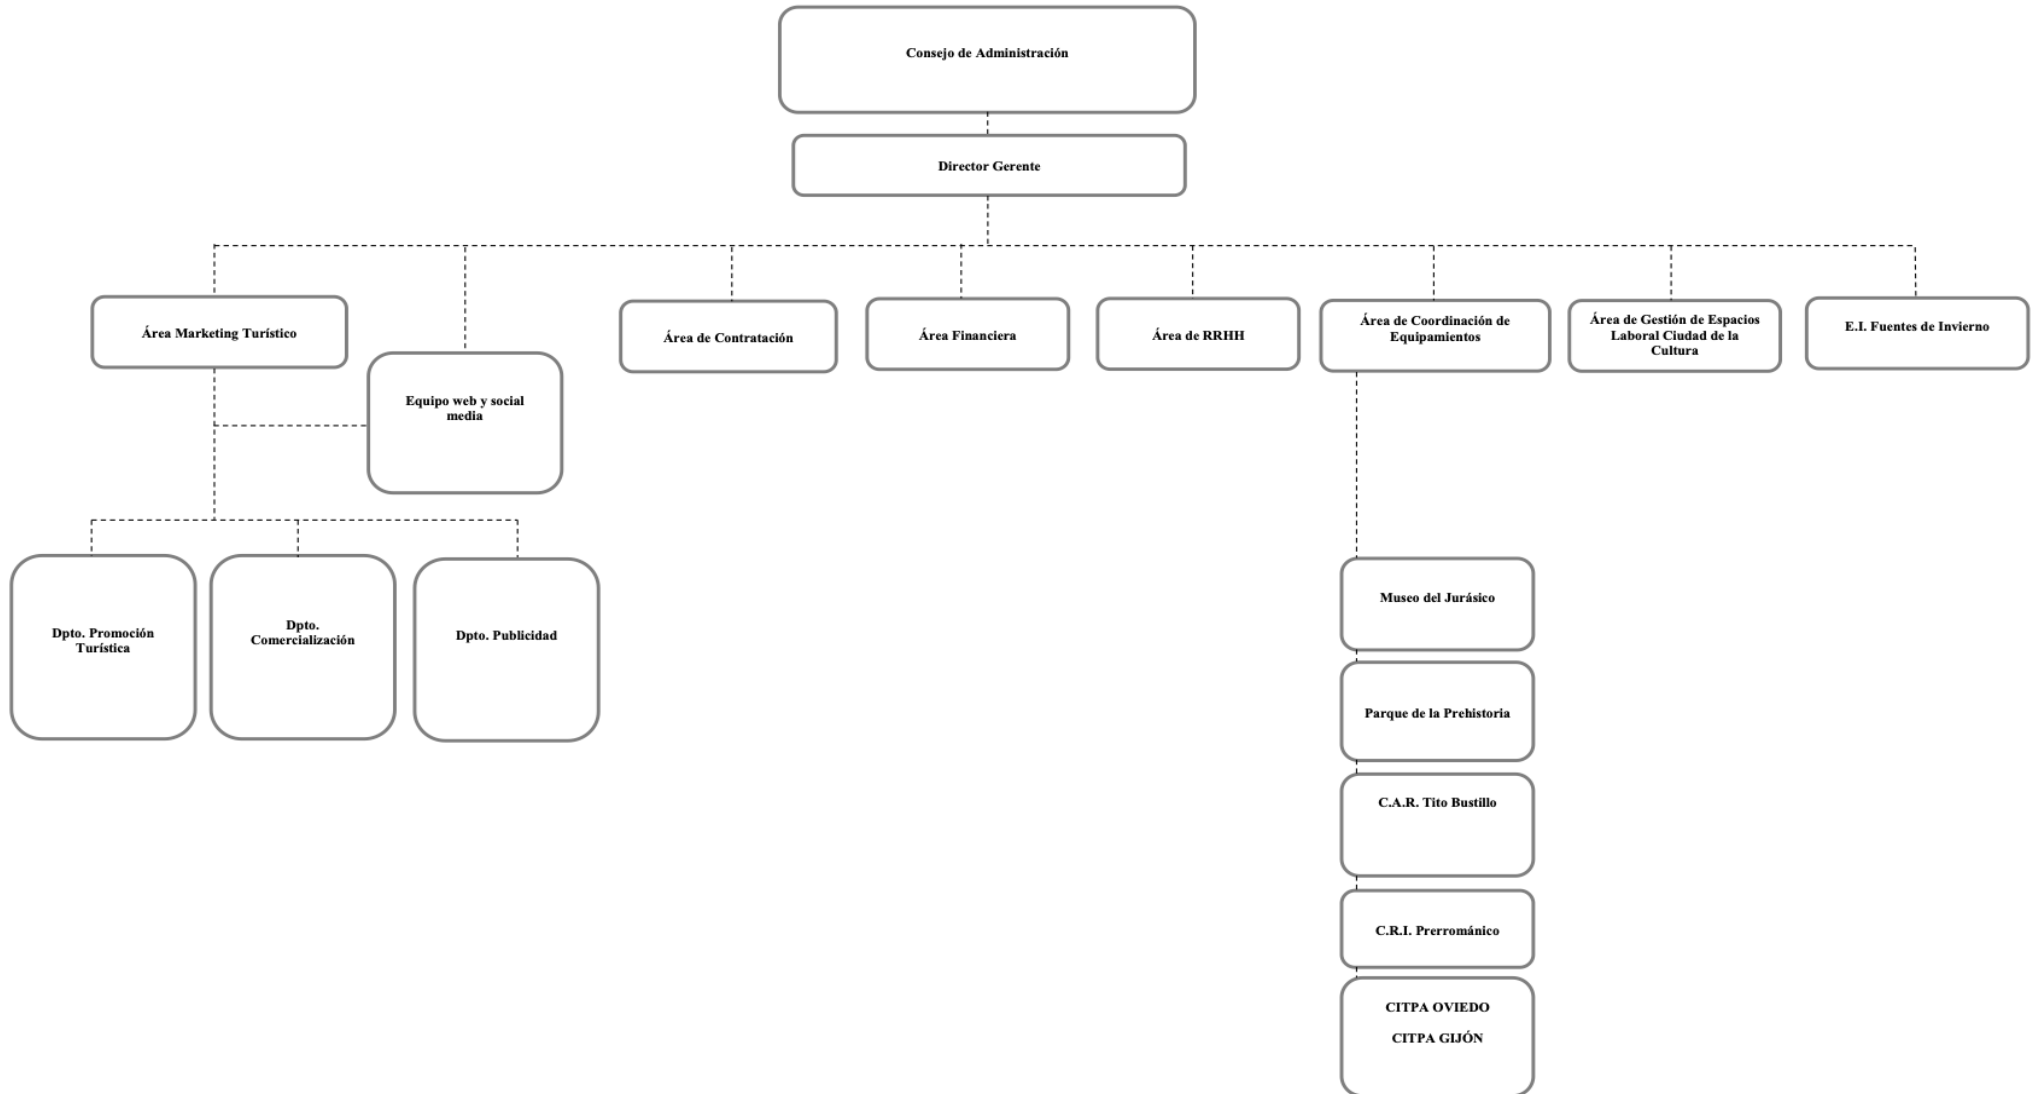 Consejo de Administración
Director Gerente
Área Marketing Turístico
Equipo web y social
media
Área de Contratación
Área Financiera
Área de RRHH
Área de Coordinación de
Equipamientos
Área de Gestión de Espacios
Laboral Ciudad de la
Cultura
E.I. Fuentes de Invierno
Dpto. Promoción
Turística
Dpto.
Comercialización
Dpto. Publicidad
Museo del Jurásico
Parque de la Prehistoria
C.A.R. Tito Bustillo
C.R.I. Prerrománico
CITPA OVIEDO
CITPA GIJÓN